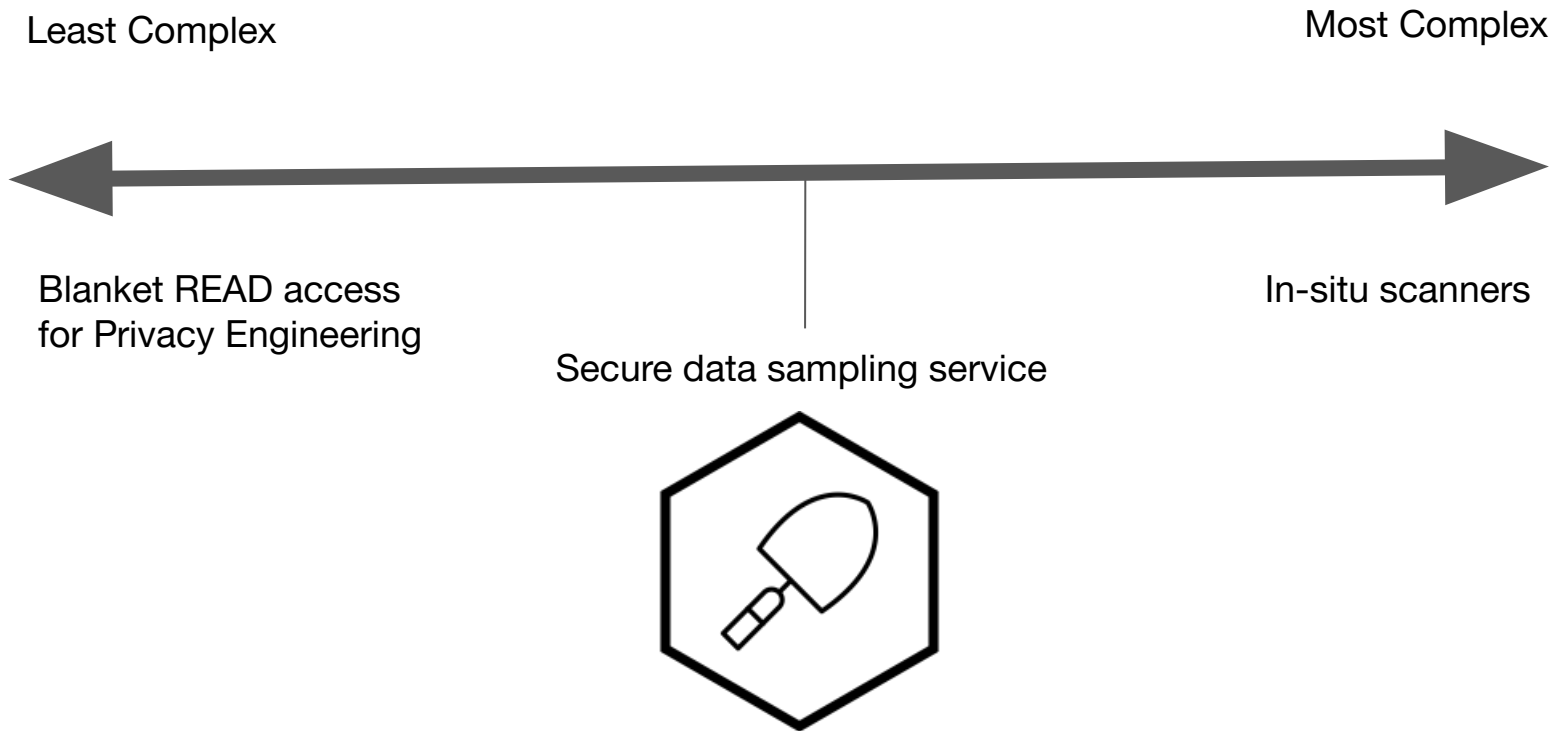 Least Complex
Most Complex
Blanket READ access
for Privacy Engineering
In-situ scanners
Secure data sampling service